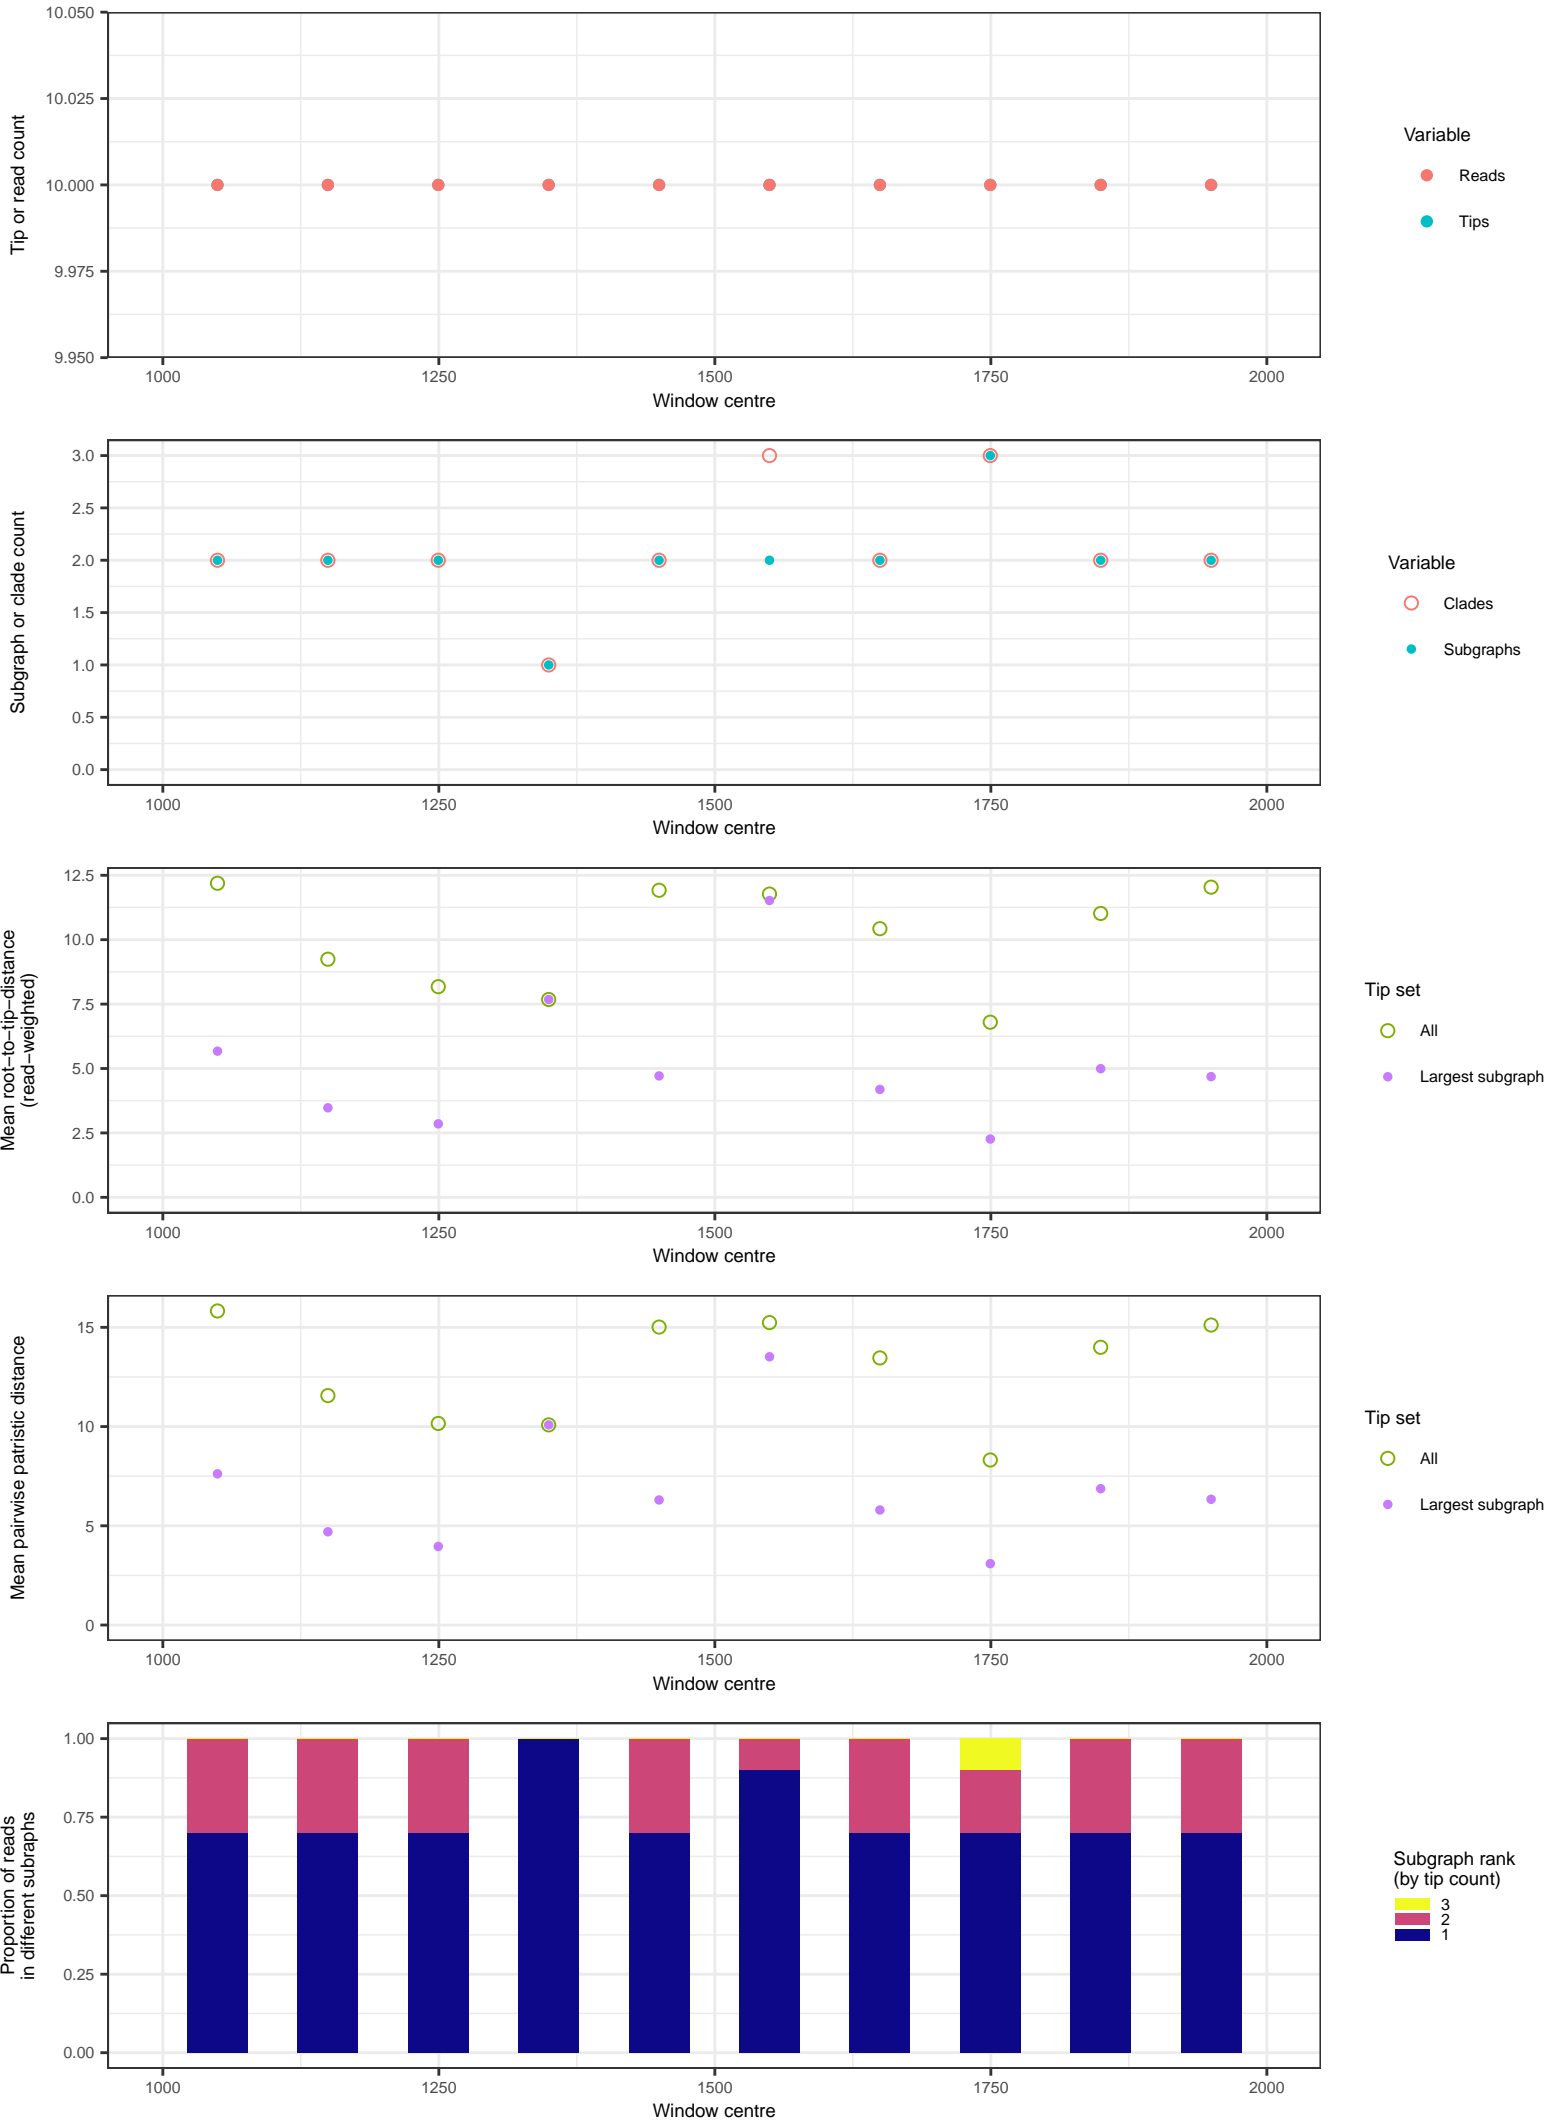 10.050
10.025
10.000
9.975
9.950
Tip or read count
1000 1250 1500 1750 2000
Window centre
Variable
Reads
Tips
3.0
2.5
2.0
1.5
1.0
0.5
0.0
Subgraph or clade count
1000 1250 1500 1750 2000
Window centre
Variable
Clades
Subgraphs
12.5
10.0
7.5
5.0
2.5
0.0
Mean root−to−tip−distance
(read−weighted)
1000 1250 1500 1750 2000
Window centre
Tip set
All
Largest subgraph
15
10
5
0
Mean pairwise patristic distance
1000 1250 1500 1750 2000
Window centre
Tip set
All
Largest subgraph
1.00
0.75
0.50
0.25
0.00
Proportion of reads
in different subraphs
1000 1250 1500 1750 2000
Window centre
Subgraph rank
(by tip count)
3
2
1